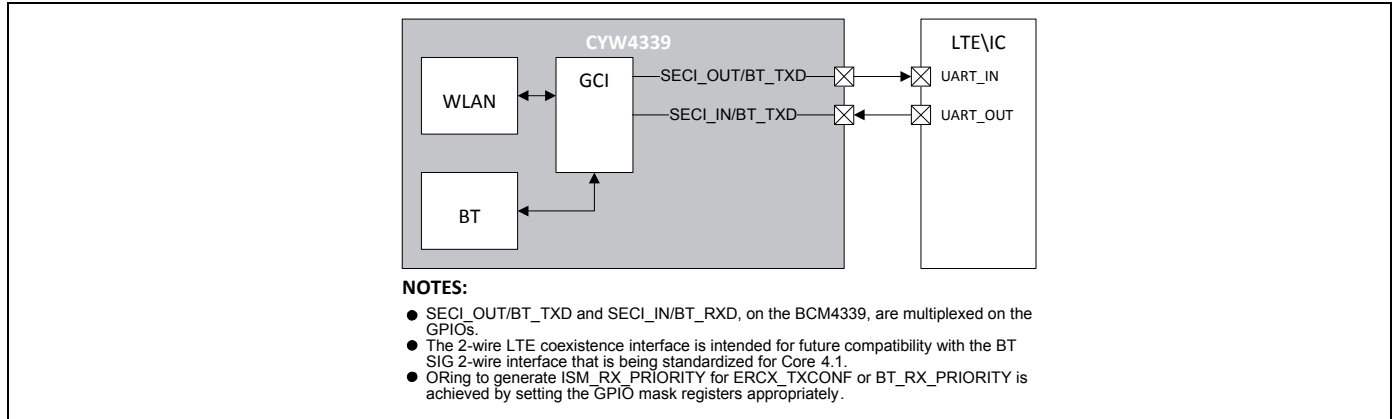 CYW4339
LTE\IC
WLAN
GCI
SECI_OUT/BT_TXD
UART_IN
SECI_IN/BT_TXD
UART_OUT
BT
NOTES:
● SECI_OUT/BT_TXD and SECI_IN/BT_RXD, on the BCM4339, are multiplexed on the
GPIOs.
● The 2-wire LTE coexistence interface is intended for future compatibility with the BT
SIG 2-wire interface that is being standardized for Core 4.1.
● ORing to generate ISM_RX_PRIORITY for ERCX_TXCONF or BT_RX_PRIORITY is
achieved by setting the GPIO mask registers appropriately.